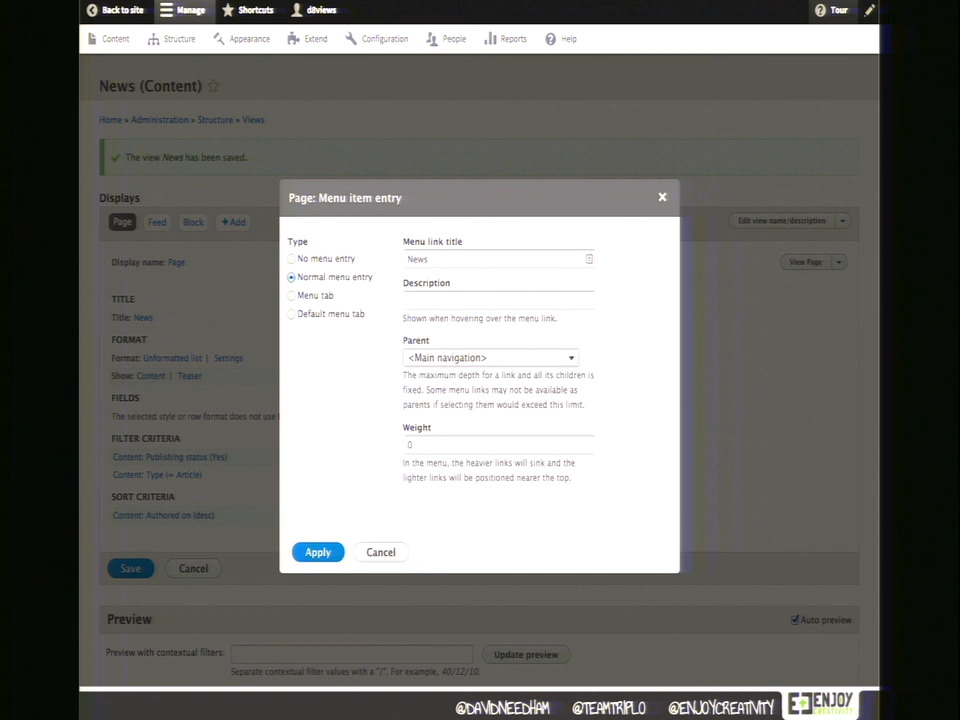 Back to site Manage Shortcuts d8views Tour
Content Structure Appearance Extend Configuration People Reports Help
News (Content)
Home » Administration » Structure » Views
The view News has been saved.
Displays
Page Feed Block +Add Edit view name/description
Display name: Page View Page
TITLE
Title: News
FORMAT
Format: Unformatted list | Settings
Show: Content | Teaser
FIELDS
The selected style or row format does not use
FILTER CRITERIA
Content: Publishing status (Yes)
Content: Type (= Article)
SORT CRITERIA
Content: Authored on (desc)
Save Cancel
Page: Menu item entry x
Type
No menu entry
Normal menu entry
Menu tab
Default menu tab
Menu link title
News
Description
Shown when hovering over the menu link.
Parent
<Main navigation>
The maximum depth for a link and all its children is
fixed. Some menu links may not be available as
parents if selecting them would exceed this limit.
Weight
0
In the menu, the heavier links will sink and the
lighter links will be positioned nearer the top.
Apply Cancel
Preview Auto preview
Preview with contextual filters: Update preview
Separate contextual filter values with a "/". For example, 40/12/10.
@DAVIDNEEDHAM @TEAMTRIPLO @ENJOYCREATIVITY ENJOY
CREATIVITY